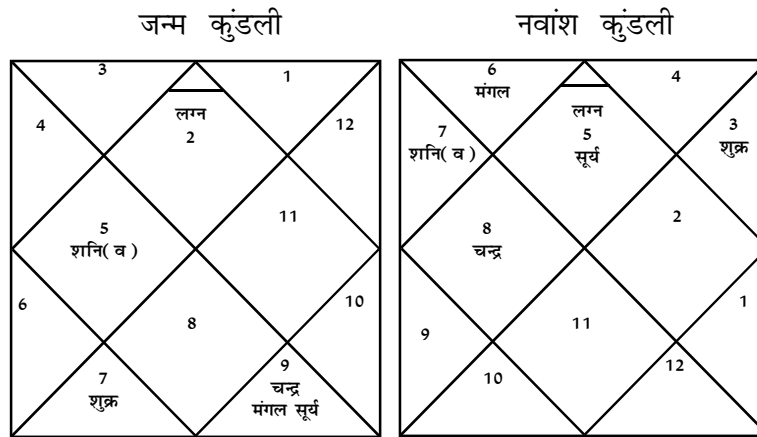 जन्म कुंडली
3
1
लग्न
2
4
12
5
शनि( व )
11
6
8
10
7
शुक्र
9
चन्द्र
मंगल सूर्य
नवांश कुंडली
6
मंगल
4
लग्न
5
सूर्य
7
शनि( व )
3
शुक्र
8
चन्द्र
2
9
11
1
10
12